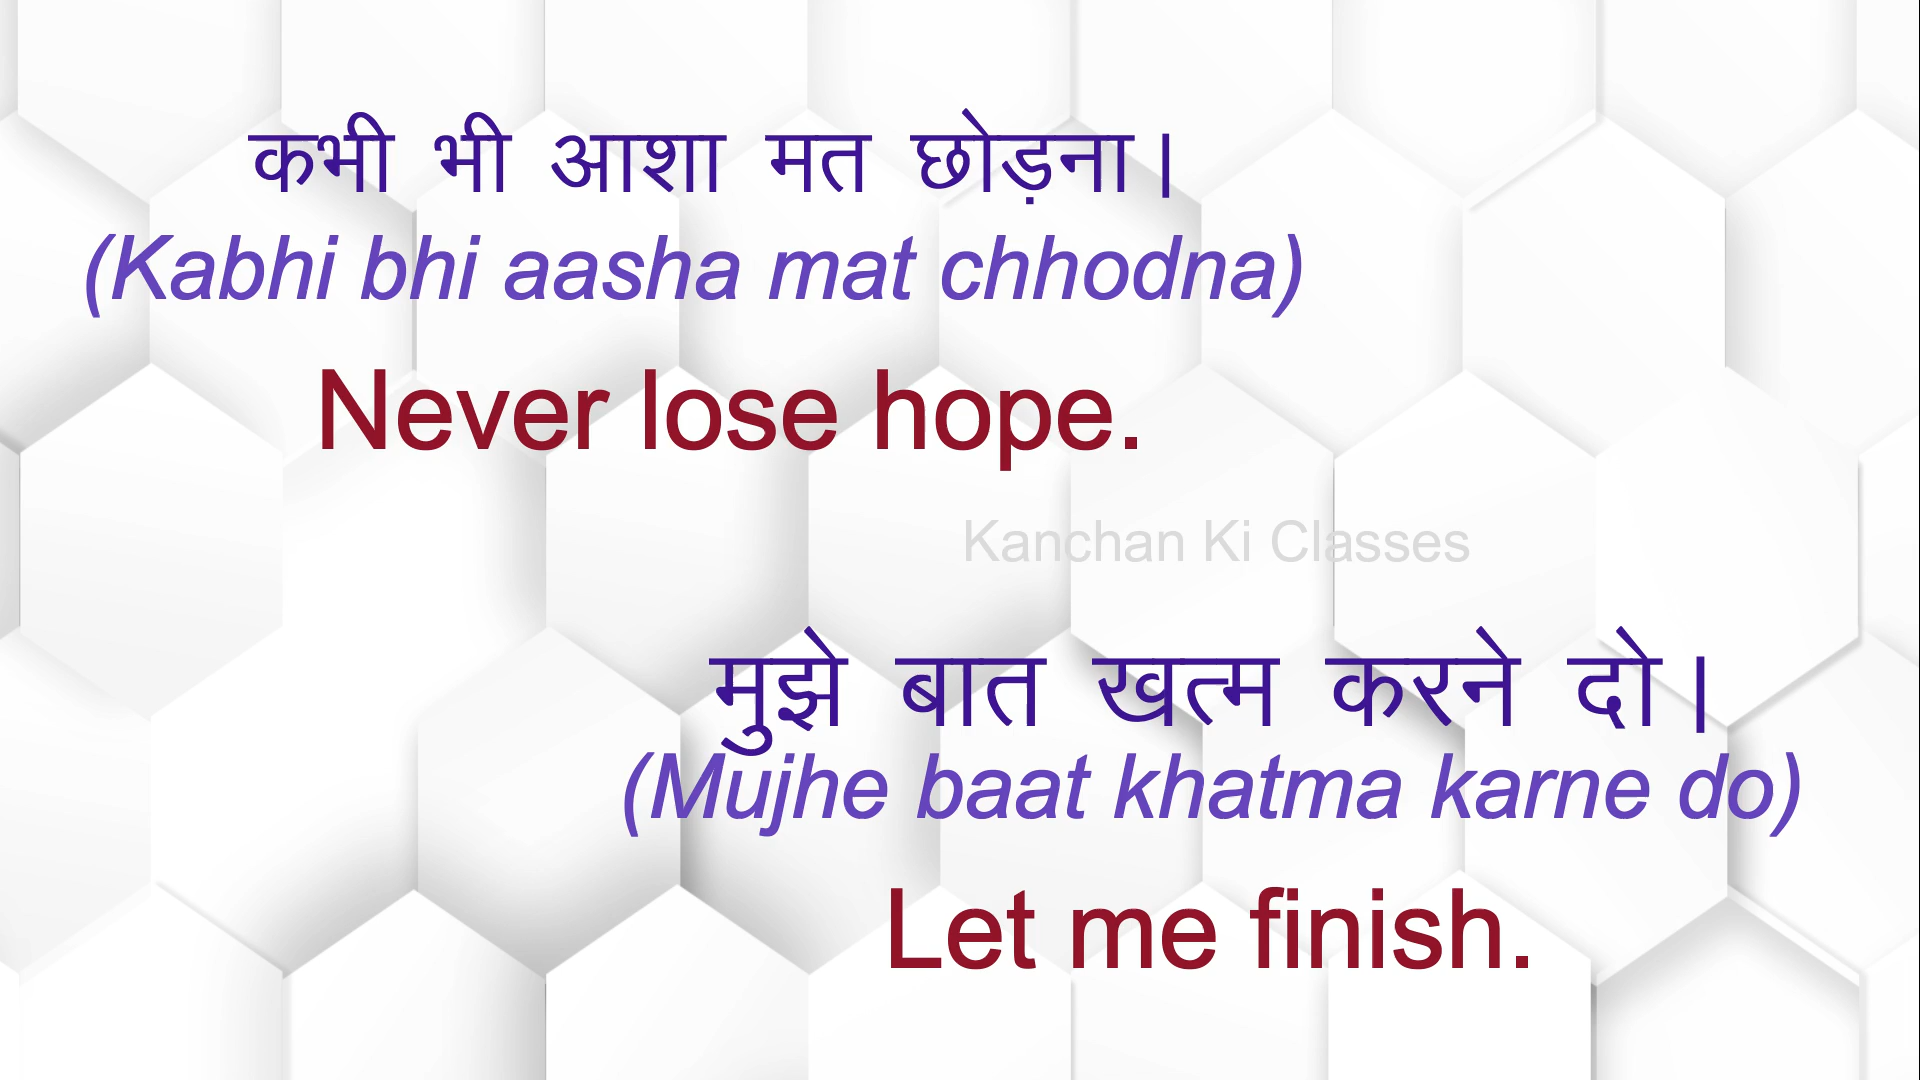 कभी भी आशा मत छोड़ना।
(Kabhi bhi aasha mat chhodna)
Never lose hope.
Kanchan Ki Classes
मुझे बात खत्म करने दो।
(Mujhe baat khatma karne do)
Let me finish.